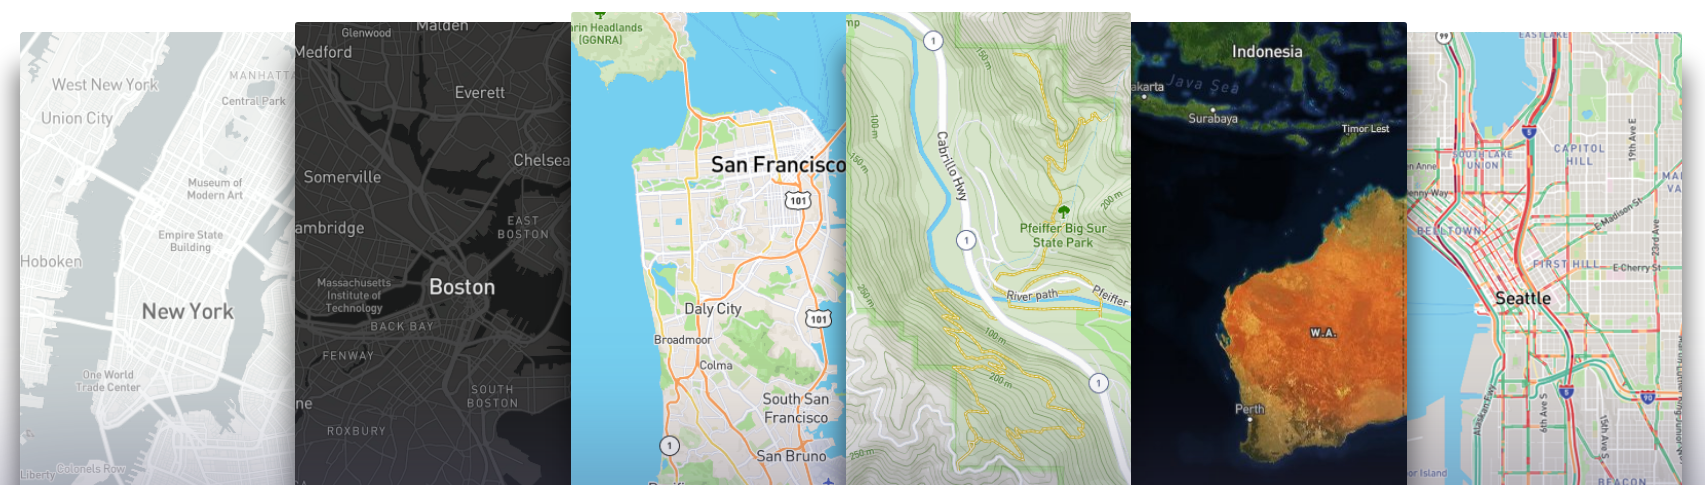 West New York
MANHATTA
Central Park
Union City
Museum of
Modern Art
Empire State
Building
Hoboken
New York
One World
Trade Center
Liberty
Colonels Row
Glenwood
Malden
Medford
Everett
Chelsea
Somerville
ambridge
EAST
BOSTON
Massachusetts
Institute of
Technology
Boston
BACK BAY
FENWAY
SOUTH
BOSTON
ne
ROXBURY
rin Headlands
(GGNRA)
San Francisco
101
Daly City
101
Broadmoor
Colma
South San
Francisco
1
San Bruno
mp
1
150 m
100 m
150 m
Cabrillo Hwy
200 m
Pfeiffer Big Sur
State Park
1
250 m
River path
Pfeiffer
100 m
200 m
1
250 m
Indonesia
Java Sea
akarta
Surabaya
Timor Lest
W.A.
Perth
99
EASTLAKE
5
19th Ave E
CAPITOL
HILL
SOUTH LAKE
UNION
en Anne
MA
VA
enny Way
E Madison St
BELLTOWN
23rd Ave
FIRST HILL
E Cherry St
Seattle
Alaskan Fwy
6th Ave S
5
90
15th Ave S
or Island
BEACON